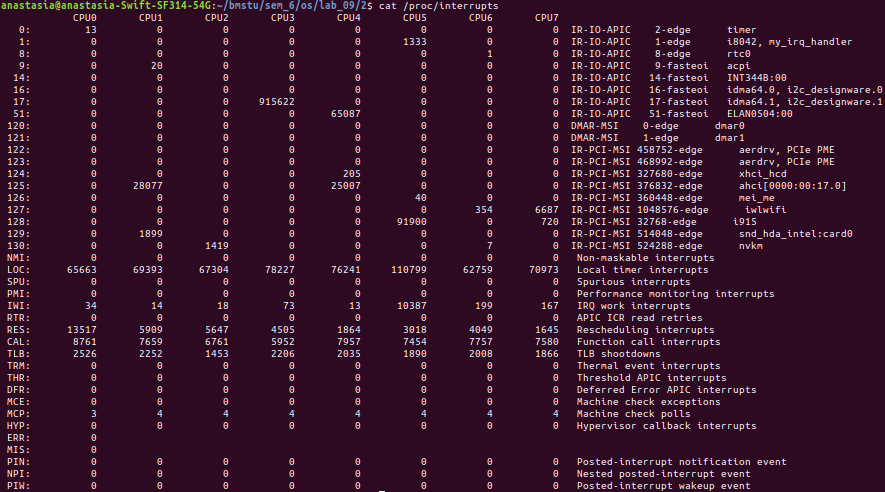 anastasia@anastasia-Swift-SF314-54G:~/bmstu/sem_6/os/lab_09/2$ cat /proc/interrupts
CPU0 CPU1 CPU2 CPU3 CPU4 CPU5 CPU6 CPU7
0: 13 0 0 0 0 0 0 0 IR-IO-APIC 2-edge timer
1: 0 0 0 0 0 1333 0 0 IR-IO-APIC 1-edge i8042, my_irq_handler
8: 0 0 0 0 0 0 1 0 IR-IO-APIC 8-edge rtc0
9: 0 20 0 0 0 0 0 0 IR-IO-APIC 9-fasteoi acpi
14: 0 0 0 0 0 0 0 0 IR-IO-APIC 14-fasteoi INT344B:00
16: 0 0 0 0 0 0 0 0 IR-IO-APIC 16-fasteoi idma64.0, i2c_designware.0
17: 0 0 0 915622 0 0 0 0 IR-IO-APIC 17-fasteoi idma64.1, i2c_designware.1
51: 0 0 0 0 65087 0 0 0 IR-IO-APIC 51-fasteoi ELAN0504:00
120: 0 0 0 0 0 0 0 0 DMAR-MSI 0-edge dmar0
121: 0 0 0 0 0 0 0 0 DMAR-MSI 1-edge dmar1
122: 0 0 0 0 0 0 0 0 IR-PCI-MSI 458752-edge aerdrv, PCIe PME
123: 0 0 0 0 0 0 0 0 IR-PCI-MSI 468992-edge aerdrv, PCIe PME
124: 0 0 0 0 205 0 0 0 IR-PCI-MSI 327680-edge xhci_hcd
125: 0 28077 0 0 25007 0 0 0 IR-PCI-MSI 376832-edge ahci[0000:00:17.0]
126: 0 0 0 0 0 40 0 0 IR-PCI-MSI 360448-edge mei_me
127: 0 0 0 0 0 0 354 6687 IR-PCI-MSI 1048576-edge iwlwifi
128: 0 0 0 0 0 91900 0 720 IR-PCI-MSI 32768-edge i915
129: 0 1899 0 0 0 0 0 0 IR-PCI-MSI 514048-edge snd_hda_intel:card0
130: 0 0 1419 0 0 0 7 0 IR-PCI-MSI 524288-edge nvkm
NMI: 0 0 0 0 0 0 0 0 Non-maskable interrupts
LOC: 65663 69393 67304 78227 76241 110799 62759 70973 Local timer interrupts
SPU: 0 0 0 0 0 0 0 0 Spurious interrupts
PMI: 0 0 0 0 0 0 0 0 Performance monitoring interrupts
IWI: 34 14 18 73 13 10387 199 167 IRQ work interrupts
RTR: 0 0 0 0 0 0 0 0 APIC ICR read retries
RES: 13517 5909 5647 4505 1864 3018 4049 1645 Rescheduling interrupts
CAL: 8761 7659 6761 5952 7957 7454 7757 7580 Function call interrupts
TLB: 2526 2252 1453 2206 2035 1890 2008 1866 TLB shootdowns
TRM: 0 0 0 0 0 0 0 0 Thermal event interrupts
THR: 0 0 0 0 0 0 0 0 Threshold APIC interrupts
DFR: 0 0 0 0 0 0 0 0 Deferred Error APIC interrupts
MCE: 0 0 0 0 0 0 0 0 Machine check exceptions
MCP: 3 4 4 4 4 4 4 4 Machine check polls
HYP: 0 0 0 0 0 0 0 0 Hypervisor callback interrupts
ERR: 0
MIS: 0
PIN: 0 0 0 0 0 0 0 0 Posted-interrupt notification event
NPI: 0 0 0 0 0 0 0 0 Nested posted-interrupt event
PIW: 0 0 0 0 0 0 0 0 Posted-interrupt wakeup event